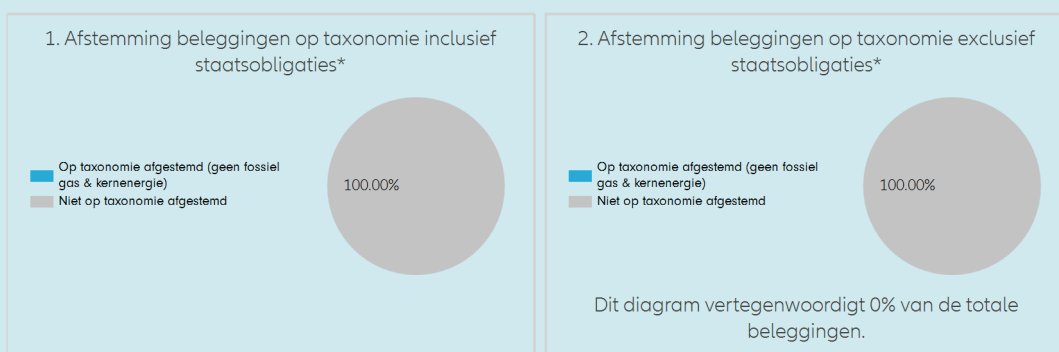 1. Afstemming beleggingen op taxonomie inclusief
staatsobligaties*
Op taxonomie afgestemd (geen fossiel
gas & kernenergie)
Niet op taxonomie afgestemd
100.00%
2. Afstemming beleggingen op taxonomie exclusief
staatsobligaties*
Op taxonomie afgestemd (geen fossiel
gas & kernenergie)
Niet op taxonomie afgestemd
100.00%
Dit diagram vertegenwoordigt 0% van de totale
beleggingen.